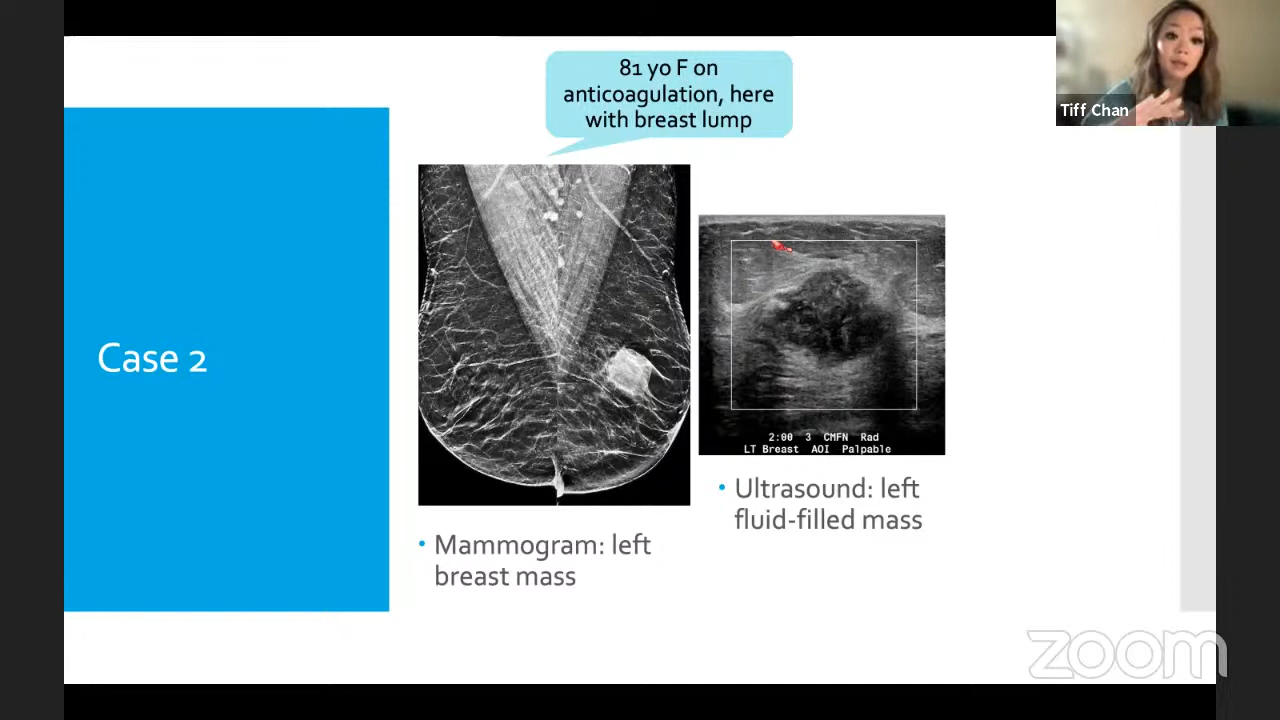 81 yo F on
anticoagulation, here
with breast lump
Tiff Chan
Case 2
2:00 3 CMFN Rad
LT Breast AOI Palpable
• Ultrasound: left
fluid-filled mass
• Mammogram: left
breast mass
zoom